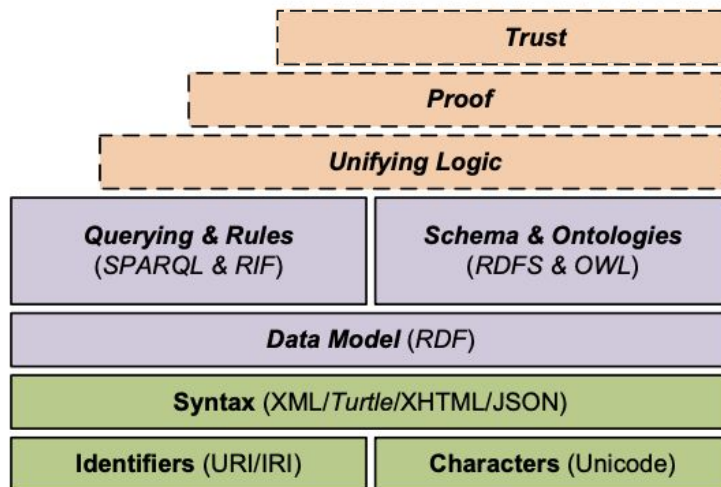 Trust
Proof
Unifying Logic
Querying & Rules
(SPARQL & RIF)
Schema & Ontologies
(RDFS & OWL)
Data Model (RDF)
Syntax (XML/Turtle/XHTML/JSON)
Identifiers (URI/IRI)
Characters (Unicode)